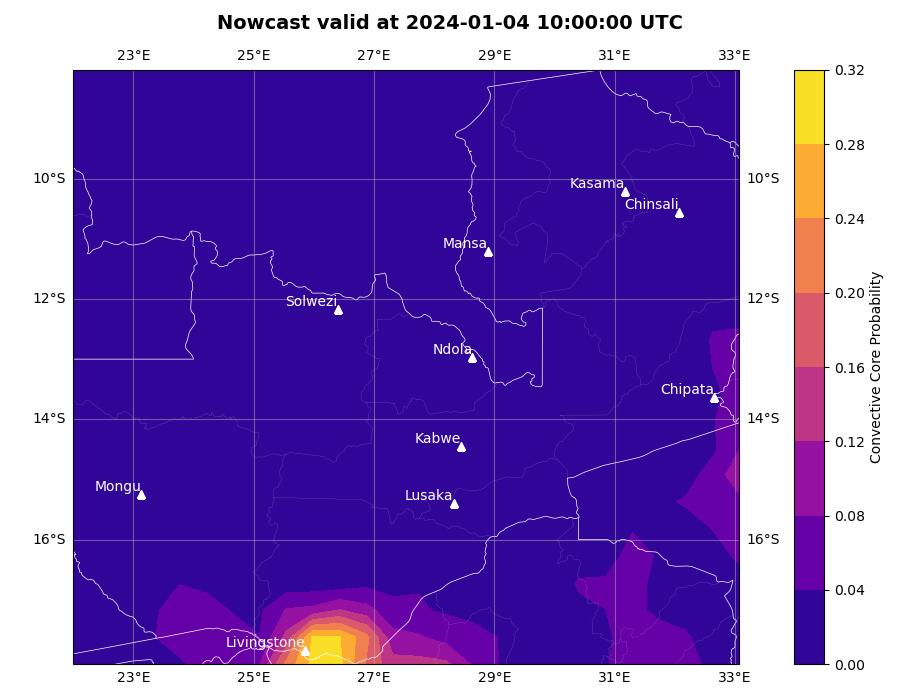 Nowcast valid at 2024-01-04 10:00:00 UTC
23°E 25°E 27°E 29°E 31°E 33°E
0.32
0.28
10°S Kasama 10°S
Chinsali
0.24
Mansa
12°S 12°S 0.20
Solwezi
Ndola
0.16
Chipata
14°S 14°S
Kabwe 0.12
Mongu
Lusaka
0.08
16°S 16°S
0.04
Livingstone
0.00
23°E 25°E 27°E 29°E 31°E 33°E
Convective Core Probability